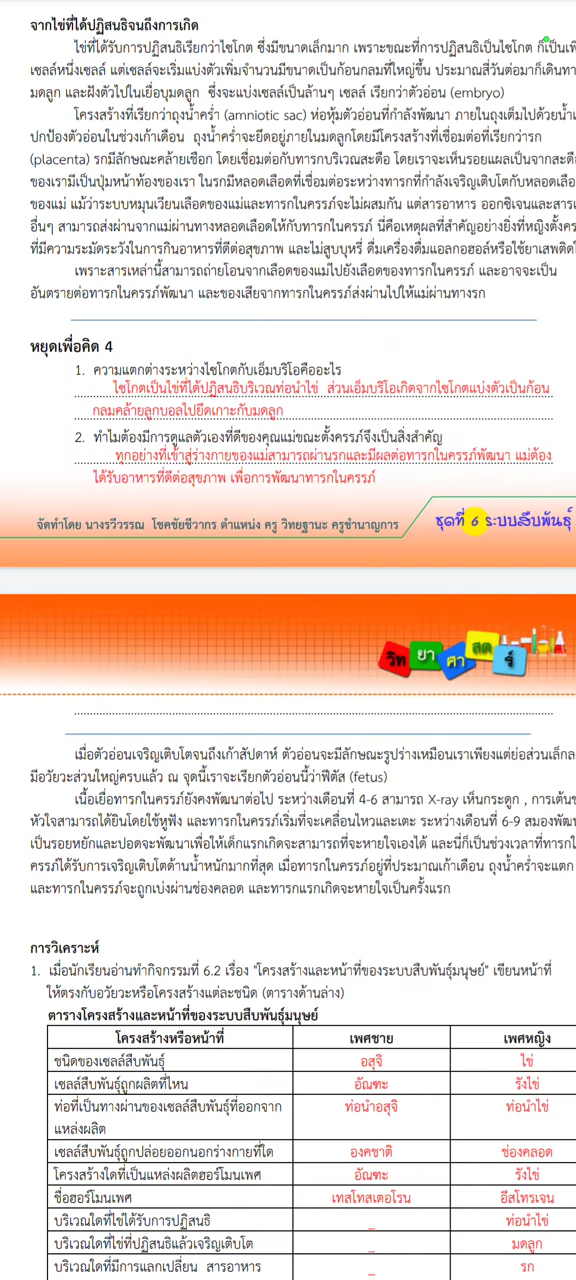 จากไข่ที่ได้ปฏิสนธิจนถึงการเกิด
ไข่ที่ได้รับการปฏิสนธิเรียกว่าไซโกต ซึ่งมีขนาดเล็กมาก เพราะขณะที่การปฏิสนธิเป็นไซโกต ก็เป็นเพี
เซลล์หนึ่งเซลล์ แต่เซลล์จะเริ่มแบ่งตัวเพิ่มจำนวนมีขนาดเป็นก้อนกลมที่ใหญ่ขึ้น ประมาณสี่วันต่อมาก็เดินทา
มดลูก และฝังตัวไปในเยื่อบุมดลูก ซึ่งจะแบ่งเซลล์เป็นล้านๆ เซลล์ เรียกว่าตัวอ่อน (embryo)
โครงสร้างที่เรียกว่าถุงน้ำคร่ำ (amniotic sac) ห่อหุ้มตัวอ่อนที่กำลังพัฒนา ภายในถุงเต็มไปด้วยน้ำเ
ปกป้องตัวอ่อนในช่วงเก้าเดือน ถุงน้ำคร่ำจะยึดอยู่ภายในมดลูกโดยมีโครงสร้างที่เชื่อมต่อที่เรียกว่ารก
(placenta) รกมีลักษณะคล้ายเชือก โดยเชื่อมต่อกับทารกบริเวณสะดือ โดยเราจะเห็นรอยแผลเป็นจากสะดือ
ของเรามีเป็นปุ่มหน้าท้องของเรา ในรกมีหลอดเลือดที่เชื่อมต่อระหว่างทารกที่กำลังเจริญเติบโตกับหลอดเลือ
ของแม่ แม้ว่าระบบหมุนเวียนเลือดของแม่และทารกในครรภ์จะไม่ผสมกัน แต่สารอาหาร ออกซิเจนและสารเ
อื่นๆ สามารถส่งผ่านจากแม่ผ่านทางหลอดเลือดให้กับทารกในครรภ์ นี่คือเหตุผลที่สำคัญอย่างยิ่งที่หญิงตั้งคร
ที่มีความระมัดระวังในการกินอาหารที่ดีต่อสุขภาพ และไม่สูบบุหรี่ ดื่มเครื่องดื่มแอลกอฮอล์หรือใช้ยาเสพติดใ
เพราะสารเหล่านี้สามารถถ่ายโอนจากเลือดของแม่ไปยังเลือดของทารกในครรภ์ และอาจจะเป็น
อันตรายต่อทารกในครรภ์พัฒนา และของเสียจากทารกในครรภ์ส่งผ่านไปให้แม่ผ่านทางรก
หยุดเพื่อคิด 4
1. ความแตกต่างระหว่างไซโกตกับเอ็มบริโอคืออะไร
ไซโกตเป็นไข่ที่ได้ปฏิสนธิบริเวณท่อนำไข่ ส่วนเอ็มบริโอเกิดจากไซโกตแบ่งตัวเป็นก้อน
กลมคล้ายลูกบอลไปยึดเกาะกับมดลูก
2. ทำไมต้องมีการดูแลตัวเองที่ดีของคุณแม่ขณะตั้งครรภ์จึงเป็นสิ่งสำคัญ
ทุกอย่างที่เข้าสู่ร่างกายของแม่สามารถผ่านรกและมีผลต่อทารกในครรภ์พัฒนา แม่ต้อง
ได้รับอาหารที่ดีต่อสุขภาพ เพื่อการพัฒนาทารกในครรภ์
จัดทำโดย นางรวีวรรณ โชคชัยชีวากร ตำแหน่ง ครู วิทยฐานะ ครูชำนาญการ ชุดที่ 6 ระบบสืบพันธุ์
วิทยาศาสตร์
เมื่อตัวอ่อนเจริญเติบโตจนถึงเก้าสัปดาห์ ตัวอ่อนจะมีลักษณะรูปร่างเหมือนเราเพียงแต่ย่อส่วนเล็กล
มีอวัยวะส่วนใหญ่ครบแล้ว ณ จุดนี้เราจะเรียกตัวอ่อนนี้ว่าฟีตัส (fetus)
เนื้อเยื่อทารกในครรภ์ยังคงพัฒนาต่อไป ระหว่างเดือนที่ 4-6 สามารถ X-ray เห็นกระดูก , การเต้นข
หัวใจสามารถได้ยินโดยใช้หูฟัง และทารกในครรภ์เริ่มที่จะเคลื่อนไหวและเตะ ระหว่างเดือนที่ 6-9 สมองพัฒ
เป็นรอยหยักและปอดจะพัฒนาเพื่อให้เด็กแรกเกิดจะสามารถที่จะหายใจเองได้ และนี่ก็เป็นช่วงเวลาที่ทารกใ
ครรภ์ได้รับการเจริญเติบโตด้านน้ำหนักมากที่สุด เมื่อทารกในครรภ์อยู่ที่ประมาณเก้าเดือน ถุงน้ำคร่ำจะแตก
และทารกในครรภ์จะถูกเบ่งผ่านช่องคลอด และทารกแรกเกิดจะหายใจเป็นครั้งแรก
การวิเคราะห์
1. เมื่อนักเรียนอ่านทำกิจกรรมที่ 6.2 เรื่อง "โครงสร้างและหน้าที่ของระบบสืบพันธุ์มนุษย์" เขียนหน้าที่
ให้ตรงกับอวัยวะหรือโครงสร้างแต่ละชนิด (ตารางด้านล่าง)
ตารางโครงสร้างและหน้าที่ของระบบสืบพันธุ์มนุษย์
โครงสร้างหรือหน้าที่ เพศชาย เพศหญิง
ชนิดของเซลล์สืบพันธุ์ อสุจิ ไข่
เซลล์สืบพันธุ์ถูกผลิตที่ไหน อัณฑะ รังไข่
ท่อที่เป็นทางผ่านของเซลล์สืบพันธุ์ที่ออกจาก ท่อนำอสุจิ ท่อนำไข่
แหล่งผลิต
เซลล์สืบพันธุ์ถูกปล่อยออกนอกร่างกายที่ใด องคชาติ ช่องคลอด
โครงสร้างใดที่เป็นแหล่งผลิตฮอร์โมนเพศ อัณฑะ รังไข่
ชื่อฮอร์โมนเพศ เทสโทสเตอโรน อีสโทรเจน
บริเวณใดที่ไข่ได้รับการปฏิสนธิ _ ท่อนำไข่
บริเวณใดที่ไข่ที่ปฏิสนธิแล้วเจริญเติบโต _ มดลูก
บริเวณใดที่มีการแลกเปลี่ยน สารอาหาร _ รก